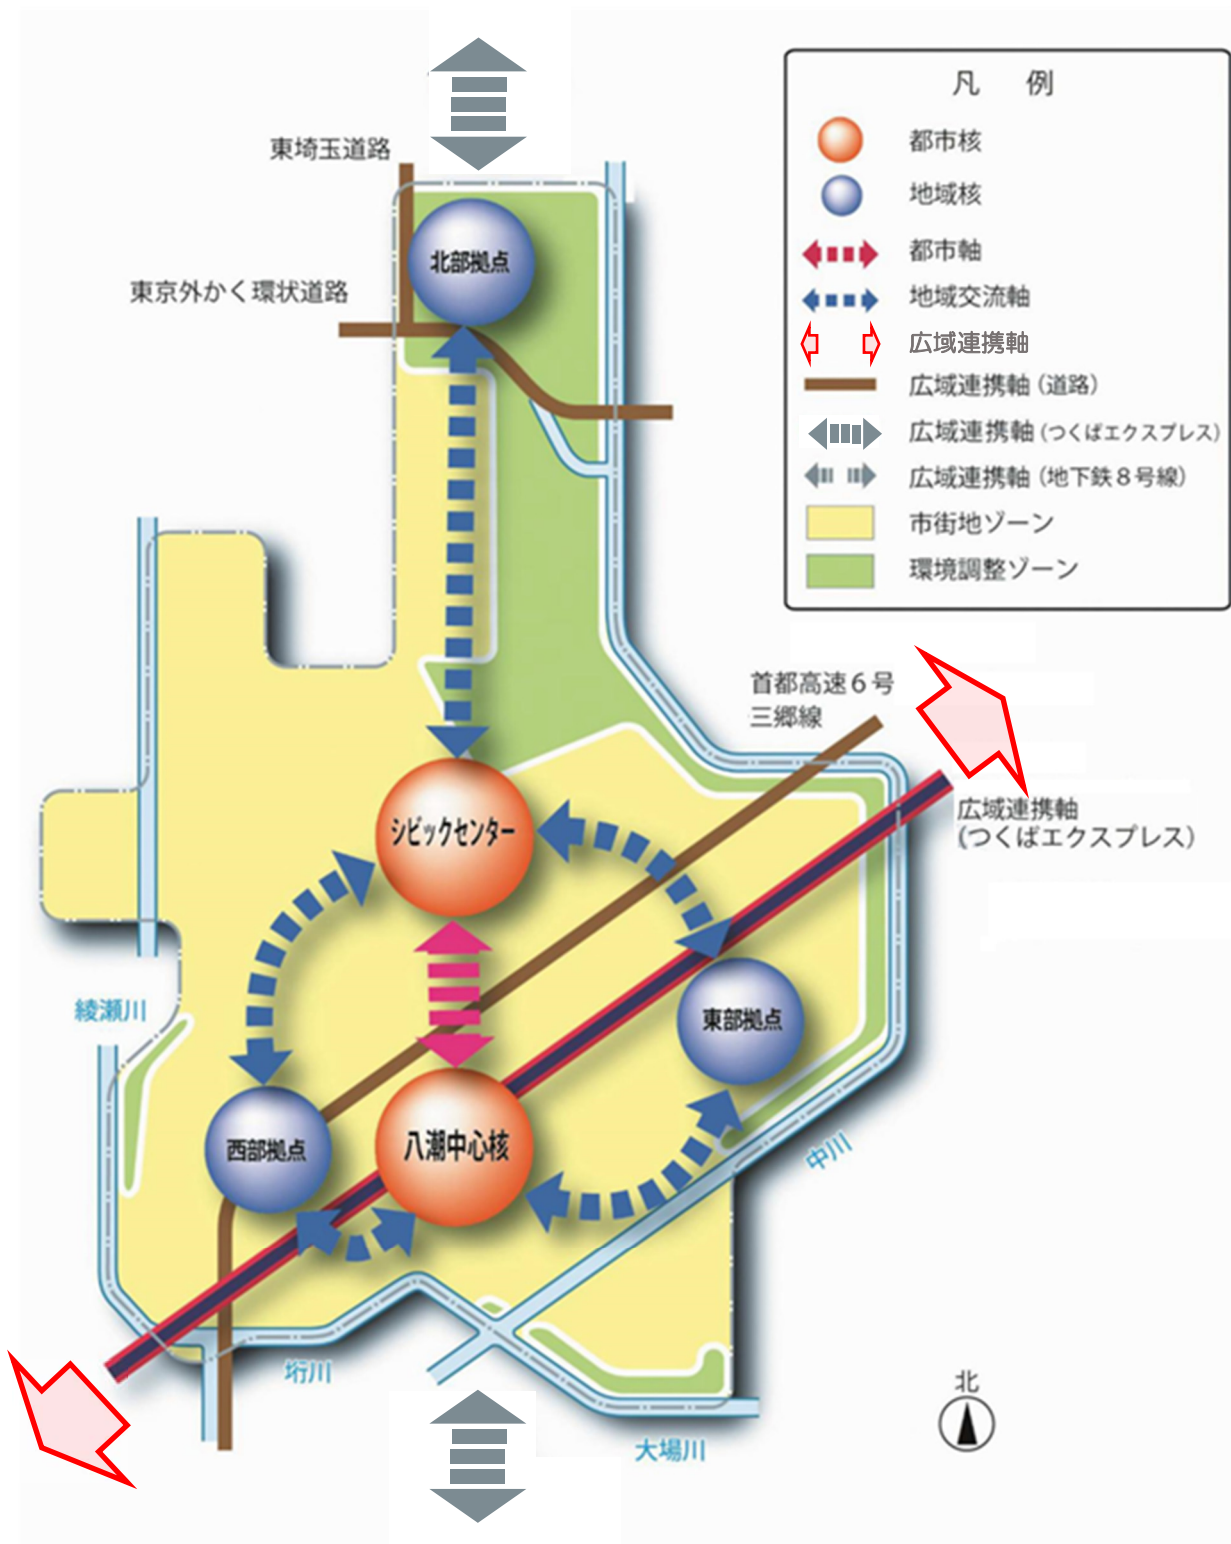 凡　例
都市核
地域核
都市軸
地域交流軸
広域連携軸
広域連携軸（道路）
広域連携軸（つくばエクスプレス）
広域連携軸（地下鉄８号線）
市街地ゾーン
環境調整ゾーン
東埼玉道路
北部拠点
東京外かく環状道路
首都高速６号
三郷線
広域連携軸
（つくばエクスプレス）
シビックセンター
綾瀬川
東部拠点
西部拠点
八潮中心核
中川
垳川
大場川
北